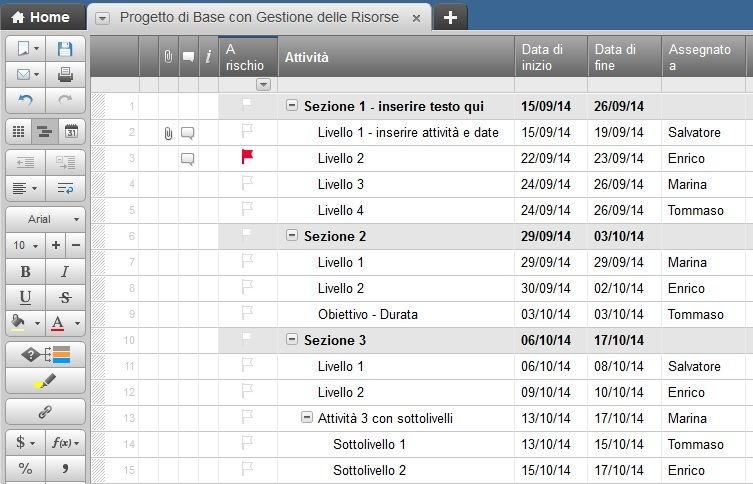 Home Progetto di Base con Gestione delle Risorse × +
i A rischio Attività Data di inizio Data di fine Assegnato a
1 Sezione 1 - inserire testo qui 15/09/14 26/09/14
2 Livello 1 - inserire attività e date 15/09/14 19/09/14 Salvatore
3 Livello 2 22/09/14 23/09/14 Enrico
4 Livello 3 24/09/14 26/09/14 Marina
5 Livello 4 24/09/14 26/09/14 Tommaso
6 Sezione 2 29/09/14 03/10/14
7 Livello 1 29/09/14 29/09/14 Marina
8 Livello 2 30/09/14 02/10/14 Enrico
9 Obiettivo - Durata 03/10/14 03/10/14 Tommaso
10 Sezione 3 06/10/14 17/10/14
11 Livello 1 06/10/14 08/10/14 Salvatore
12 Livello 2 09/10/14 10/10/14 Enrico
13 Attività 3 con sottolivelli 13/10/14 17/10/14 Marina
14 Sottolivello 1 13/10/14 15/10/14 Tommaso
15 Sottolivello 2 15/10/14 17/10/14 Enrico
31
Arial
10 + −
B I
U S
A
?
$ f(x)
% ,